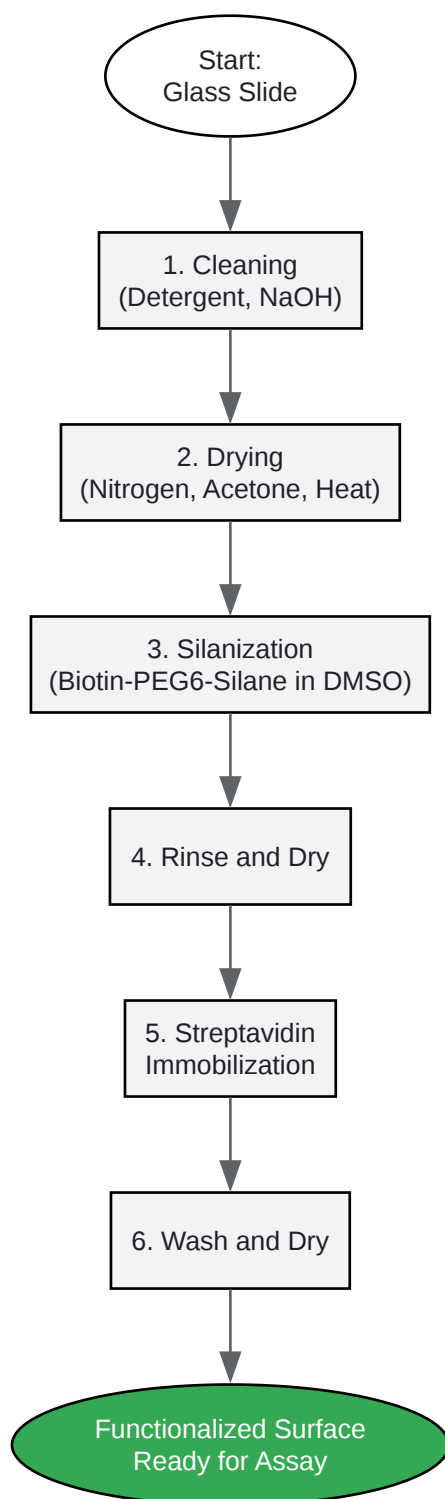 Start:
Glass Slide
1. Cleaning
(Detergent, NaOH)
2. Drying
(Nitrogen, Acetone, Heat)
3. Silanization
(Biotin-PEG6-Silane in DMSO)
4. Rinse and Dry
5. Streptavidin
Immobilization
6. Wash and Dry
Functionalized Surface
Ready for Assay